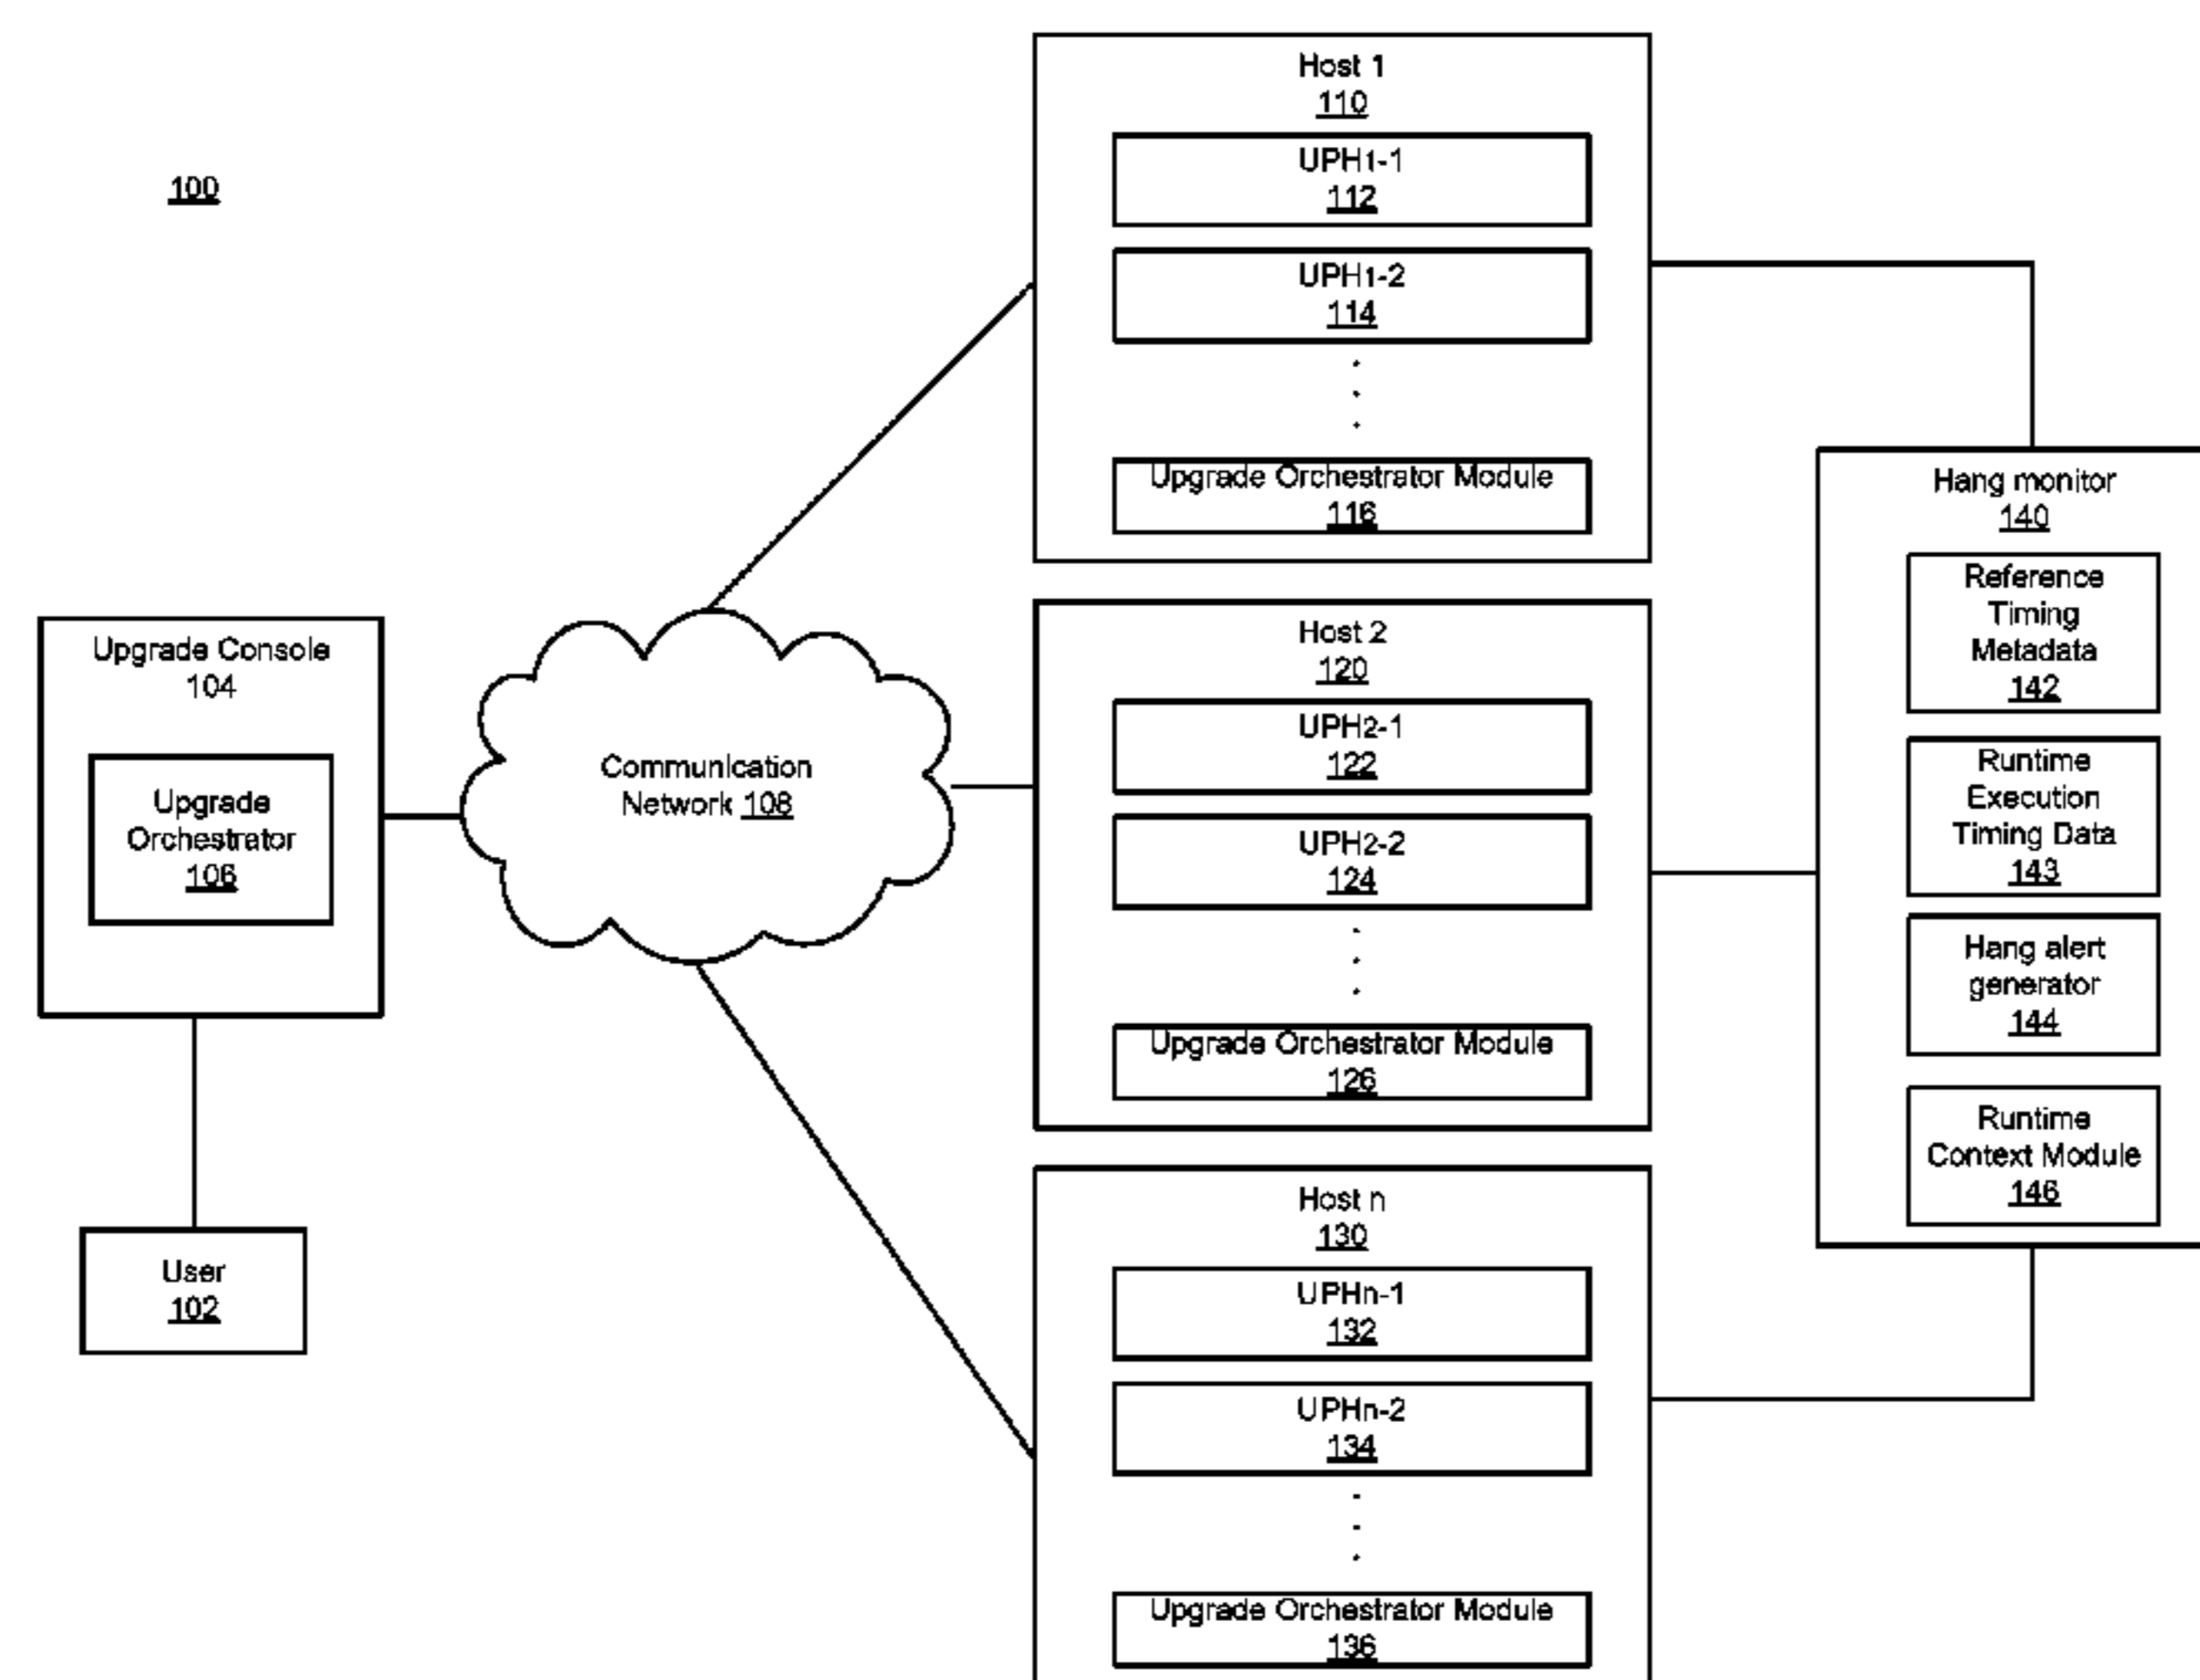 100
Host 1
110
UPH1-1
112
UPH1-2
114
Upgrade Orchestrator Module
116
Upgrade Console
104
Upgrade
Orchestrator
106
User
102
Communication
Network 108
Host 2
120
UPH2-1
122
UPH2-2
124
Upgrade Orchestrator Module
126
Host n
130
UPHn-1
132
UPHn-2
134
Upgrade Orchestrator Module
136
Hang monitor
140
Reference
Timing
Metadata
142
Runtime
Execution
Timing Data
143
Hang alert
generator
144
Runtime
Context Module
146